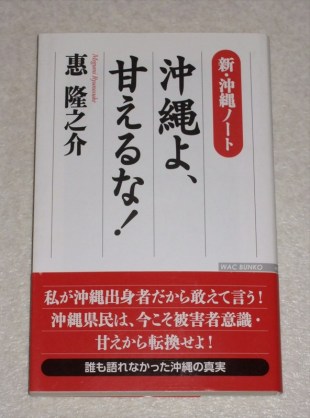 新・沖縄ノート
沖縄よ、
甘えるな！
惠 隆之介
Megumi Ryunosuke
WAC BUNKO
私が沖縄出身者だから敢えて言う！
沖縄県民は、今こそ被害者意識・
甘えから転換せよ！
誰も語れなかった沖縄の真実